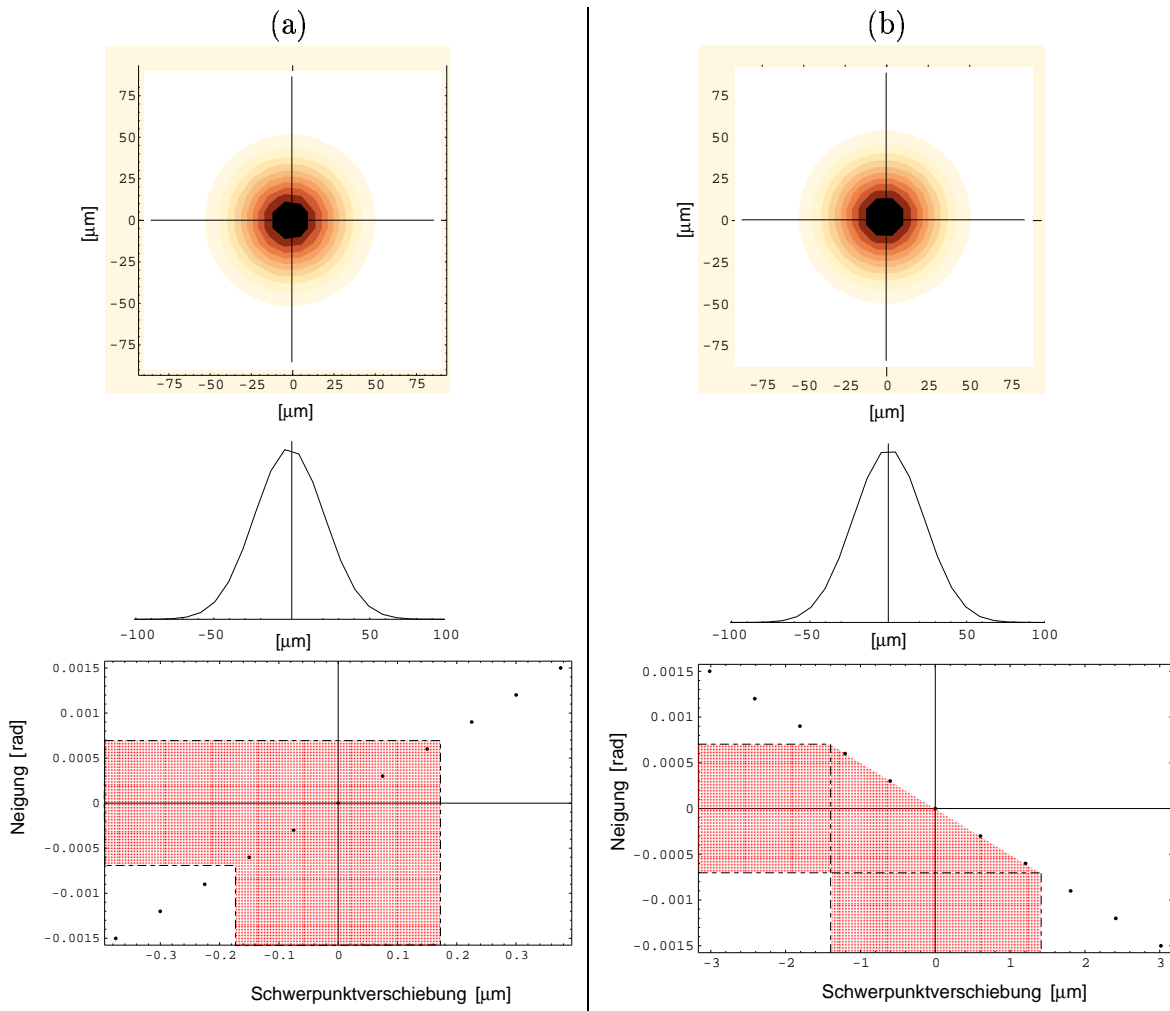 (a)
75
50
25
0
-25
-50
-75
[µm]
-75 -50 -25 0 25 50 75
[µm]
-100 -50 50 100
[µm]
0.0015
0.001
0.0005
0
-0.0005
-0.001
-0.0015
Neigung [rad]
-0.3 -0.2 -0.1 0 0.1 0.2 0.3
Schwerpunktverschiebung [µm]
(b)
75
50
25
0
-25
-50
-75
[µm]
-75 -50 -25 0 25 50 75
[µm]
-100 -50 50 100
[µm]
0.0015
0.001
0.0005
0
-0.0005
-0.001
-0.0015
Neigung [rad]
-3 -2 -1 0 1 2 3
Schwerpunktverschiebung [µm]